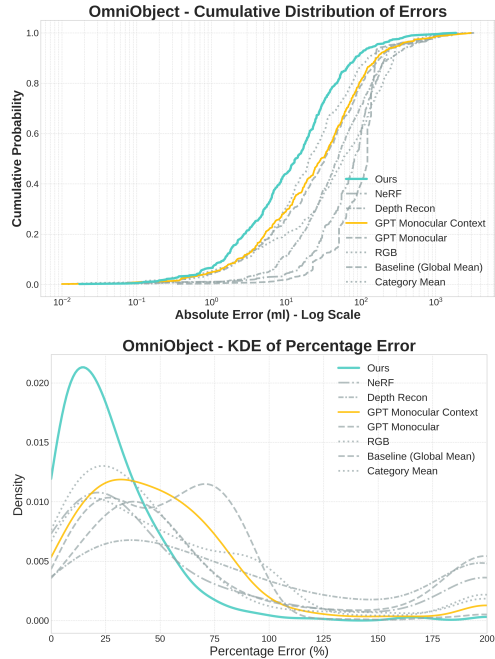 OmniObject - Cumulative Distribution of Errors
Cumulative Probability
1.0
0.8
0.6
0.4
0.2
0.0
Ours
NeRF
Depth Recon
GPT Monocular Context
GPT Monocular
RGB
Baseline (Global Mean)
Category Mean
10⁻² 10⁻¹ 10⁰ 10¹ 10² 10³
Absolute Error (ml) - Log Scale
OmniObject - KDE of Percentage Error
Density
0.020
0.015
0.010
0.005
0.000
Ours
NeRF
Depth Recon
GPT Monocular Context
GPT Monocular
RGB
Baseline (Global Mean)
Category Mean
0 25 50 75 100 125 150 175 200
Percentage Error (%)